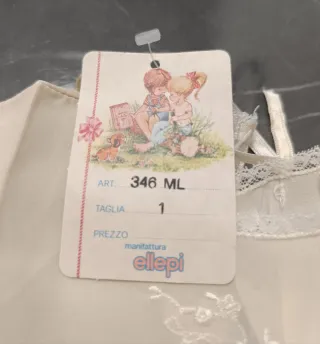 ART. 346 ML
TAGLIA 1
PREZZO
manifattura
ellepi